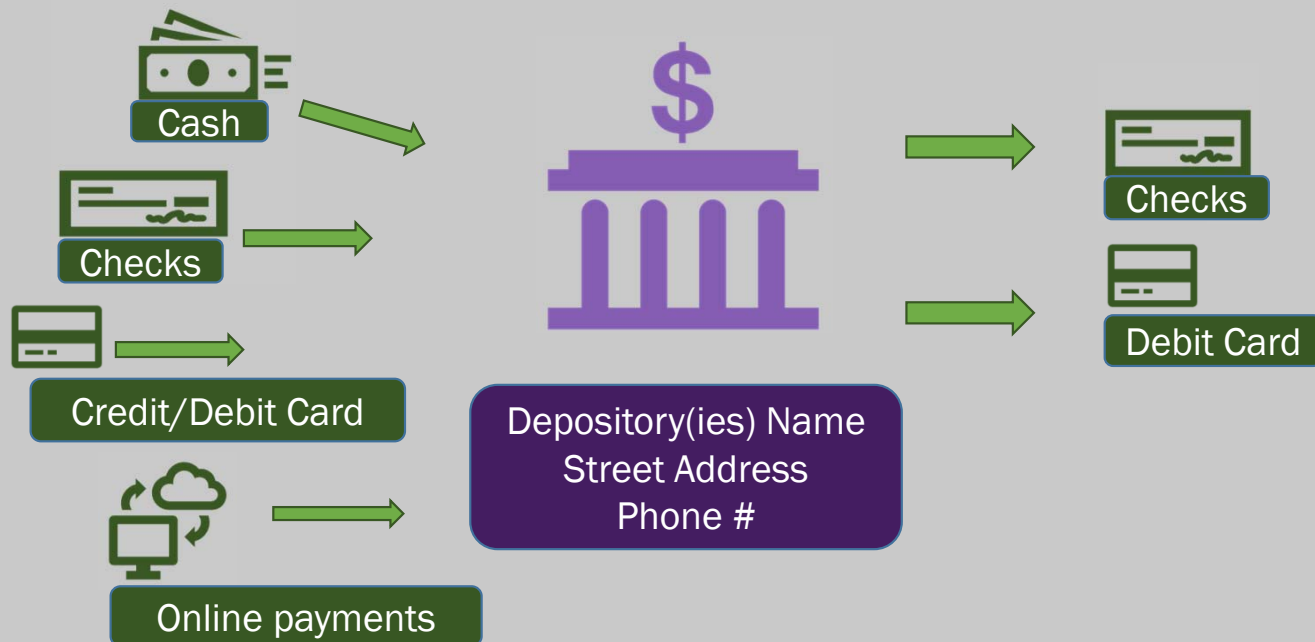 Cash
Checks
Credit/Debit Card
Online payments
$
Depository(ies) Name
Street Address
Phone #
Checks
Debit Card